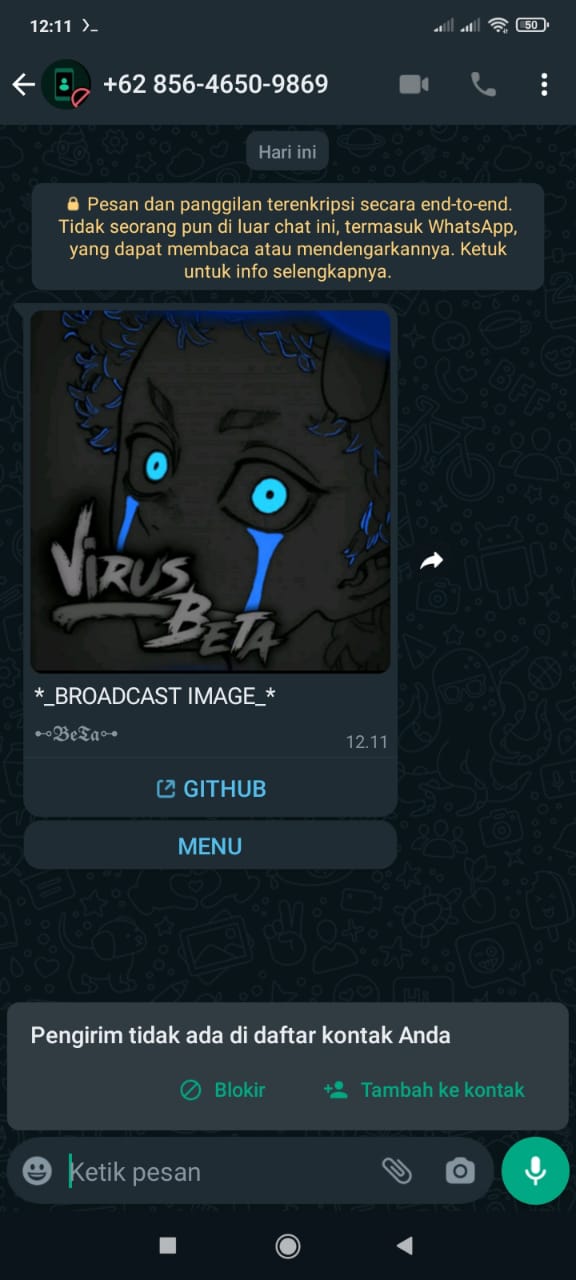 12:11 >_
50
+62 856-4650-9869
Hari ini
Pesan dan panggilan terenkripsi secara end-to-end.
Tidak seorang pun di luar chat ini, termasuk WhatsApp,
yang dapat membaca atau mendengarkannya. Ketuk
untuk info selengkapnya.
VİRUS
BETA
*_BROADCAST IMAGE_*
⊷𝕭𝖊𝕿𝖆⊶
12.11
GITHUB
MENU
Pengirim tidak ada di daftar kontak Anda
Blokir
Tambah ke kontak
Ketik pesan